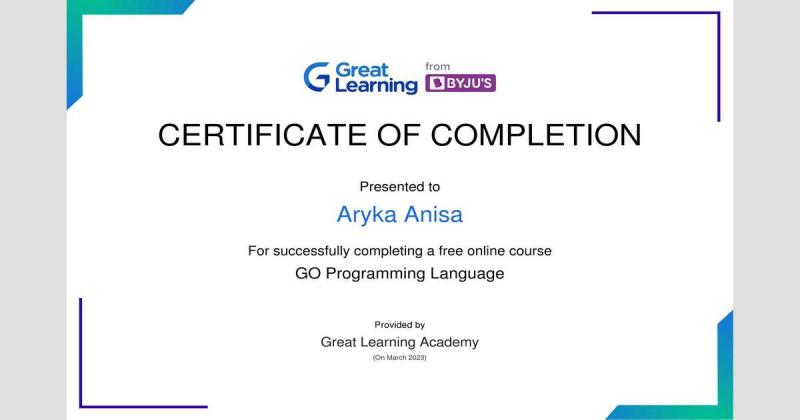 Great Learning
from
BYJU'S
CERTIFICATE OF COMPLETION
Presented to
Aryka Anisa
For successfully completing a free online course
GO Programming Language
Provided by
Great Learning Academy
(On March 2023)